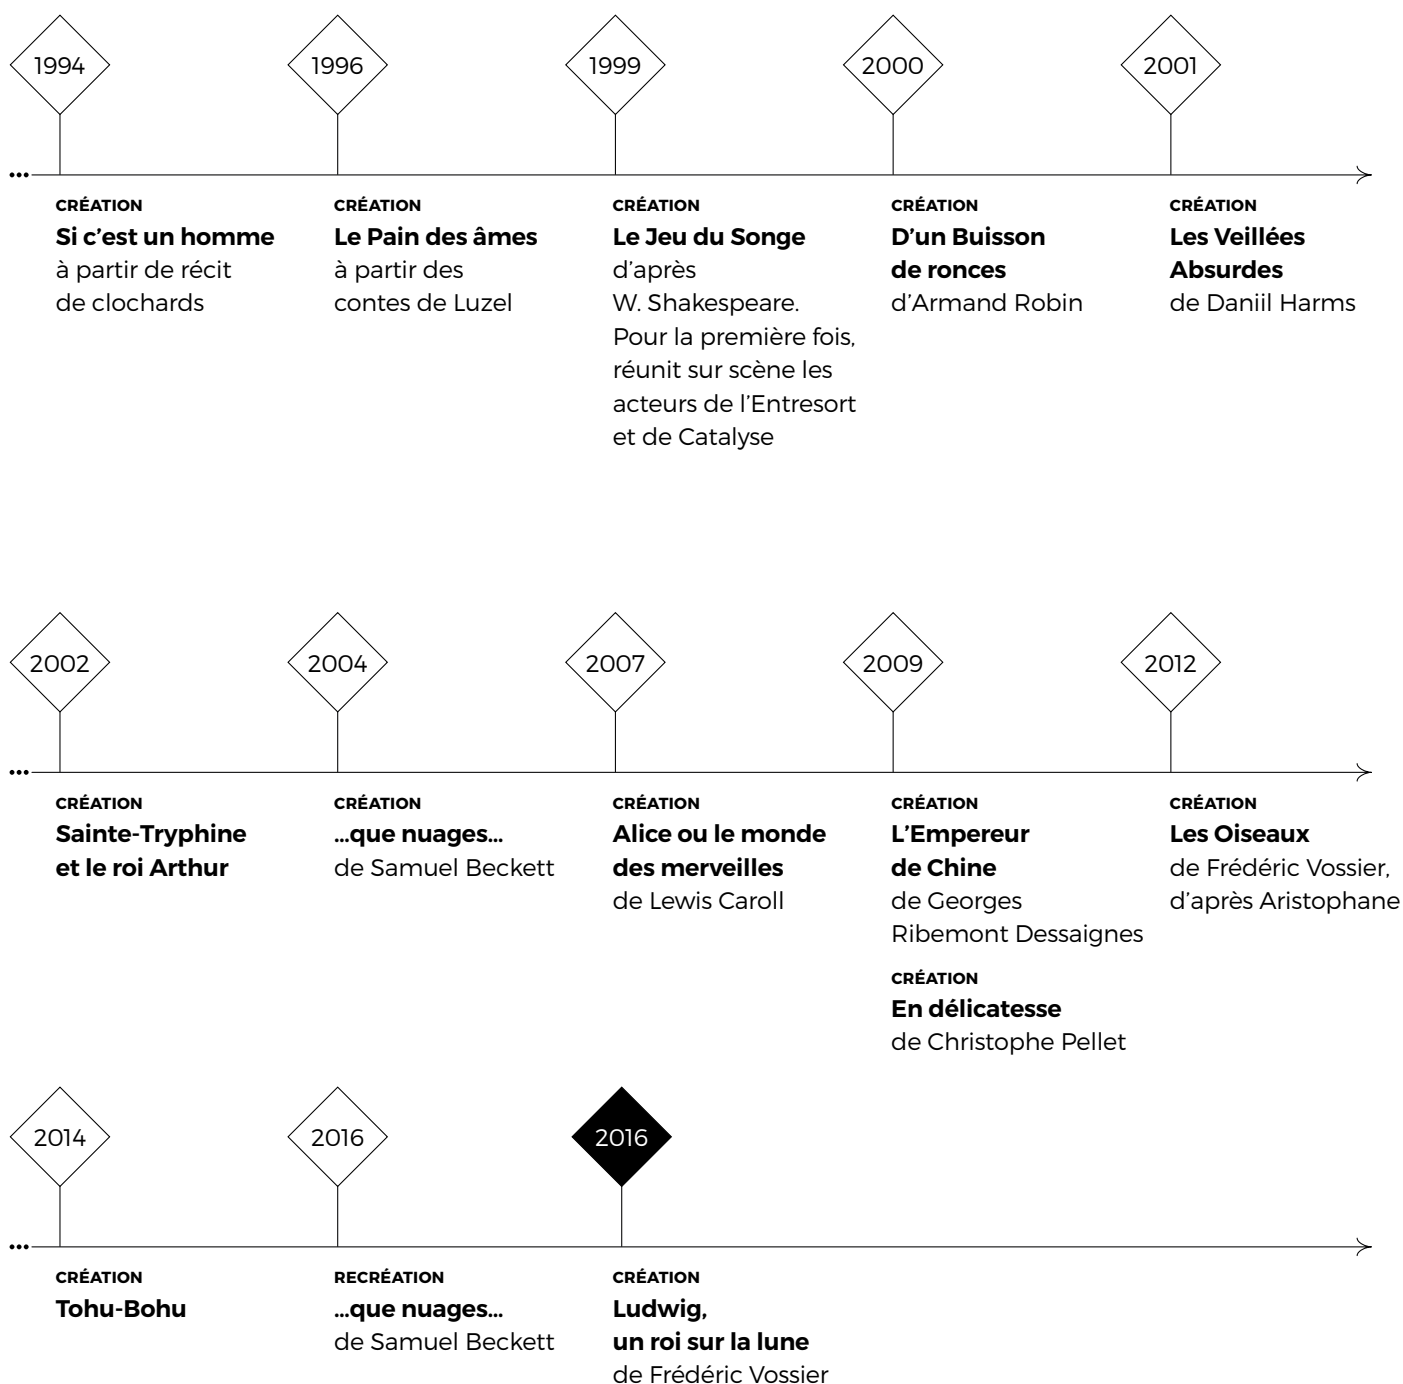 1994
1996
1999
2000
2001
...
CRÉATION
Si c’est un homme
à partir de récit
de clochards
CRÉATION
Le Pain des âmes
à partir des
contes de Luzel
CRÉATION
Le Jeu du Songe
d’après
W. Shakespeare.
Pour la première fois,
réunit sur scène les
acteurs de l’Entresort
et de Catalyse
CRÉATION
D’un Buisson
de ronces
d’Armand Robin
CRÉATION
Les Veillées
Absurdes
de Daniil Harms
2002
2004
2007
2009
2012
...
CRÉATION
Sainte-Tryphine
et le roi Arthur
CRÉATION
...que nuages...
de Samuel Beckett
CRÉATION
Alice ou le monde
des merveilles
de Lewis Caroll
CRÉATION
L’Empereur
de Chine
de Georges
Ribemont Dessaignes
CRÉATION
En délicatesse
de Christophe Pellet
CRÉATION
Les Oiseaux
de Frédéric Vossier,
d’après Aristophane
2014
2016
2016
...
CRÉATION
Tohu-Bohu
RECRÉATION
...que nuages...
de Samuel Beckett
CRÉATION
Ludwig,
un roi sur la lune
de Frédéric Vossier